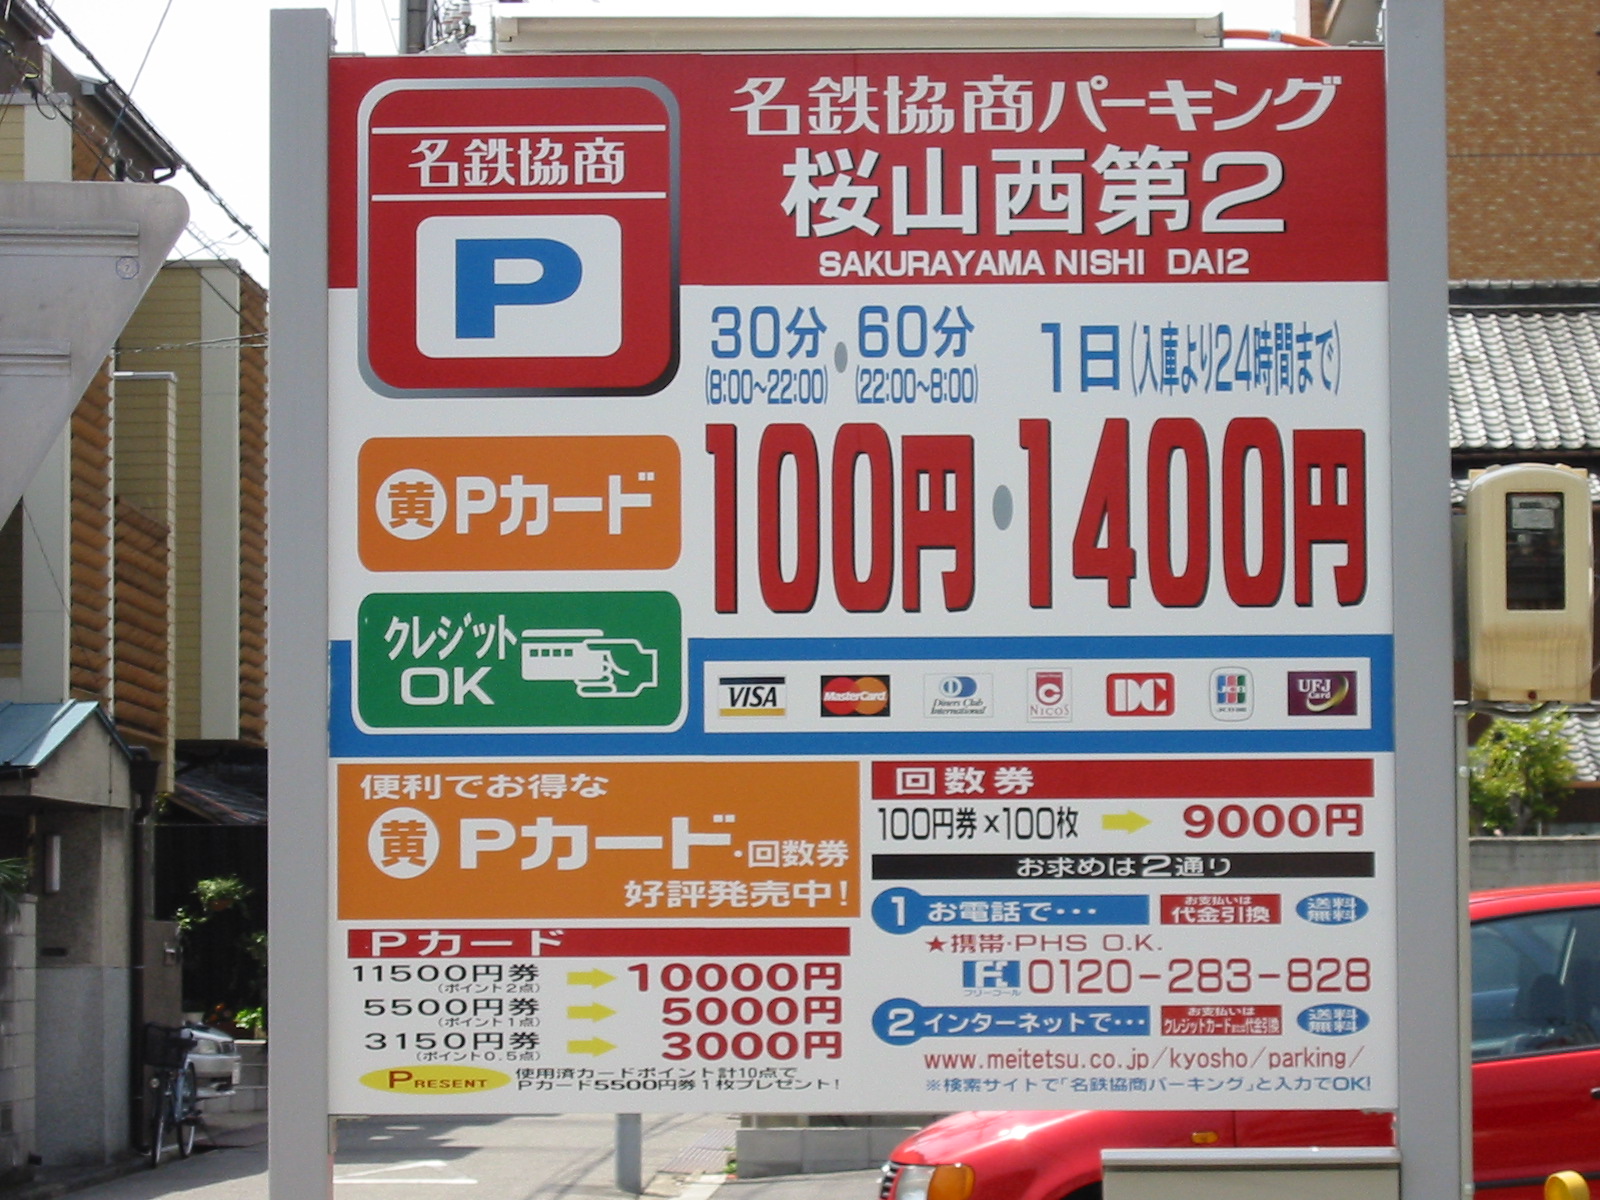 名鉄協商
P
名鉄協商パーキング
桜山西第2
SAKURAYAMA NISHI DAI2
30分・60分
(8:00~22:00) (22:00~8:00)
1日(入庫より24時間まで)
100円・1400円
黄Pカード
クレジット
OK
VISA
MasterCard
Diners Club
International
NICOS
DC
JCB
UFJ
Card
便利でお得な
黄Pカード・回数券
好評発売中!
Pカード
11500円券 10000円
(ポイント2点)
5500円券 5000円
(ポイント1点)
3150円券 3000円
(ポイント0.5点)
PRESENT
使用済カードポイント計10点で
Pカード5500円券1枚プレゼント!
回数券
100円券×100枚 9000円
お求めは2通り
1 お電話で・・・
お支払いは
代金引換
送料
無料
★携帯・PHS O.K.
フリーコール
0120-283-828
2 インターネットで・・・
お支払いは
クレジットカードまたは代金引換
送料
無料
www.meitetsu.co.jp/kyosho/parking/
※検索サイトで「名鉄協商パーキング」と入力でOK!